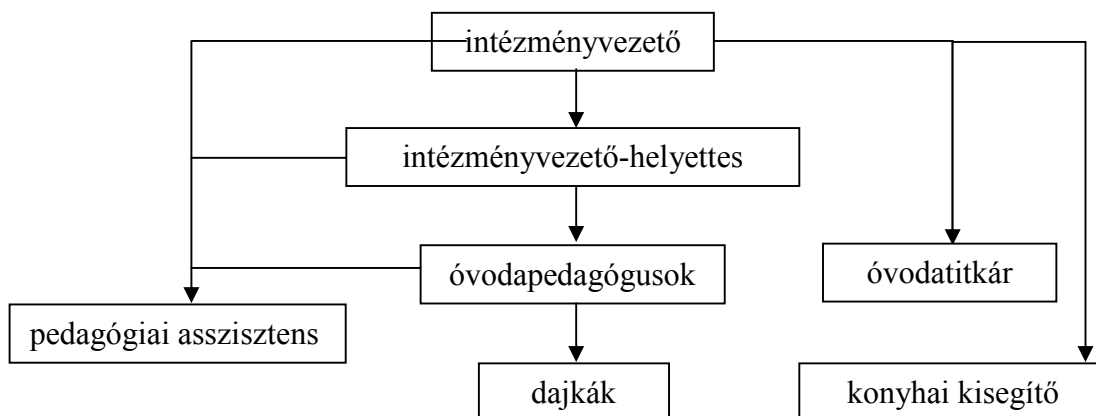 intézményvezető
intézményvezető-helyettes
óvodapedagógusok
óvodatitkár
pedagógiai asszisztens
dajkák
konyhai kisegítő